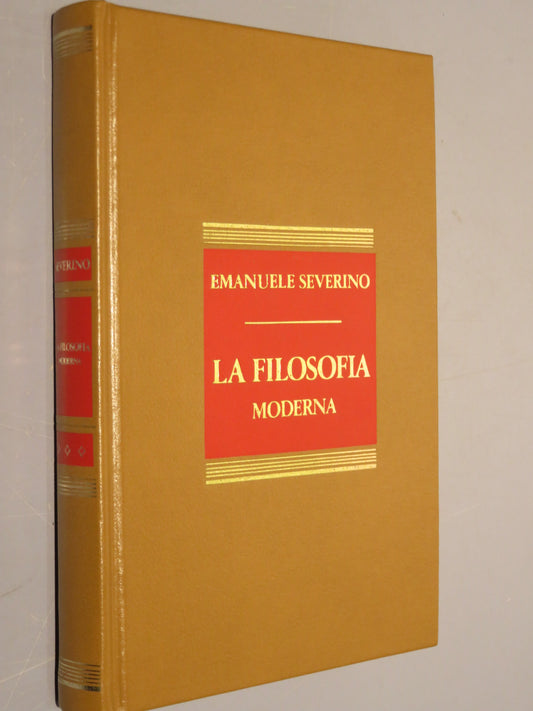 EMANUELE SEVERINO
LA FILOSOFIA
MODERNA
SEVERINO
LA FILOSOFIA
MODERNA